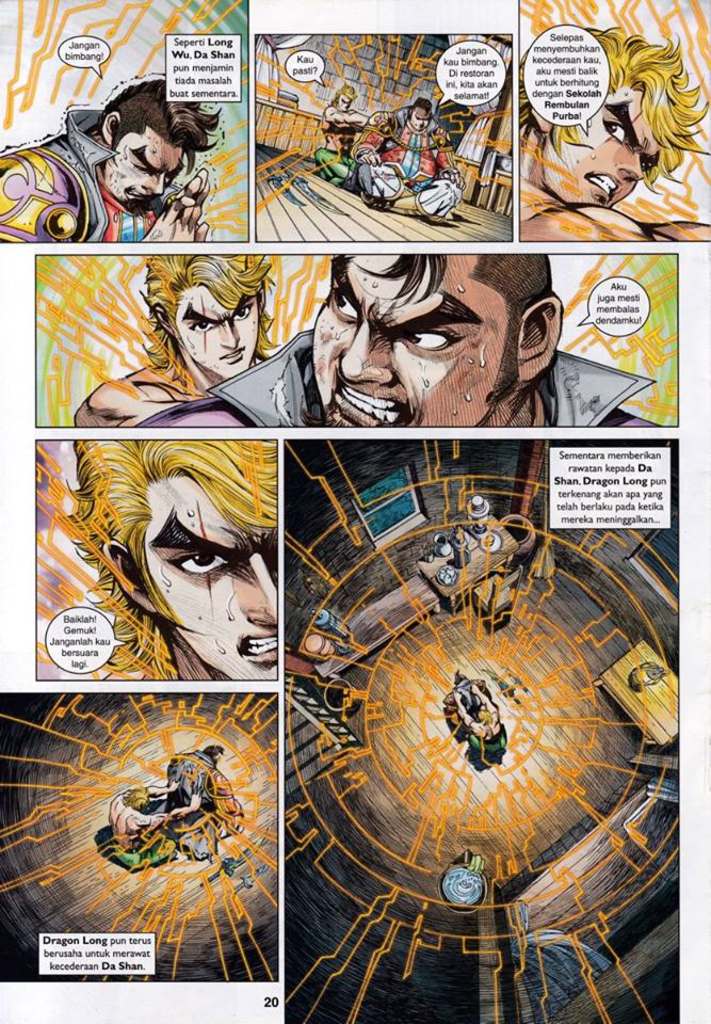 Jangan
bimbang!
Seperti Long
Wu, Da Shan
pun menjamin
tiada masalah
buat sementara.
Kau
pasti?
Jangan
kau bimbang.
Di restoran
ini, kita akan
selamat!
Selepas
menyembuhkan
kecederaan kau,
aku mesti balik
untuk berhitung
dengan Sekolah
Rembulan
Purba!
Aku
juga mesti
membalas
dendamku!
Baiklah!
Gemuk!
Janganlah kau
bersuara
lagi.
Sementara memberikan
rawatan kepada Da
Shan, Dragon Long pun
terkenang akan apa yang
telah berlaku pada ketika
mereka meninggalkan...
Dragon Long pun terus
berusaha untuk merawat
kecederaan Da Shan.
20